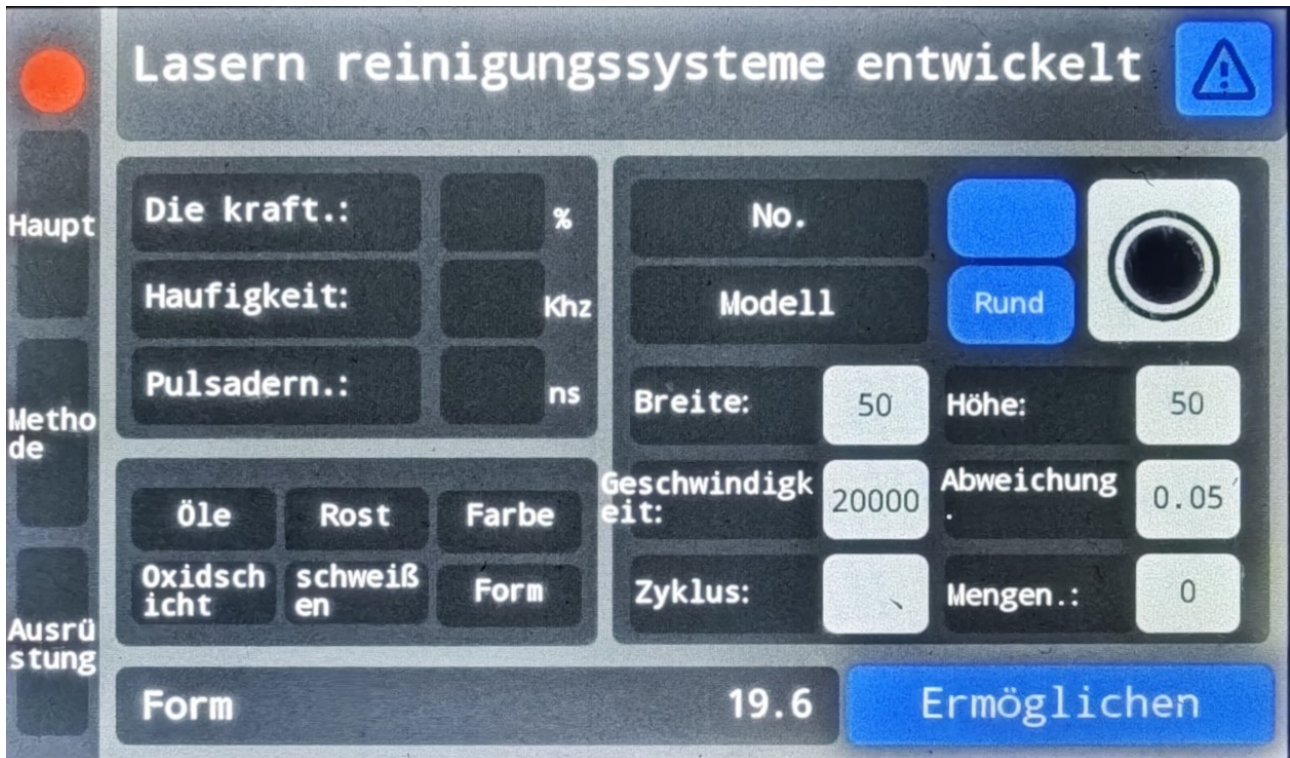 Lasern reinigungssysteme entwickelt
Haupt
Metho
de
Ausrü
stung
Die kraft.: %
Haufigkeit: Khz
Pulsadern.: ns
Öle Rost Farbe
Oxidsch
icht
schweiß
en
Form
No.
Modell Rund
Breite: 50 Höhe: 50
Geschwindigk
eit: 20000
Abweichung
. 0.05
Zyklus: Mengen.: 0
Form 19.6
Ermöglichen